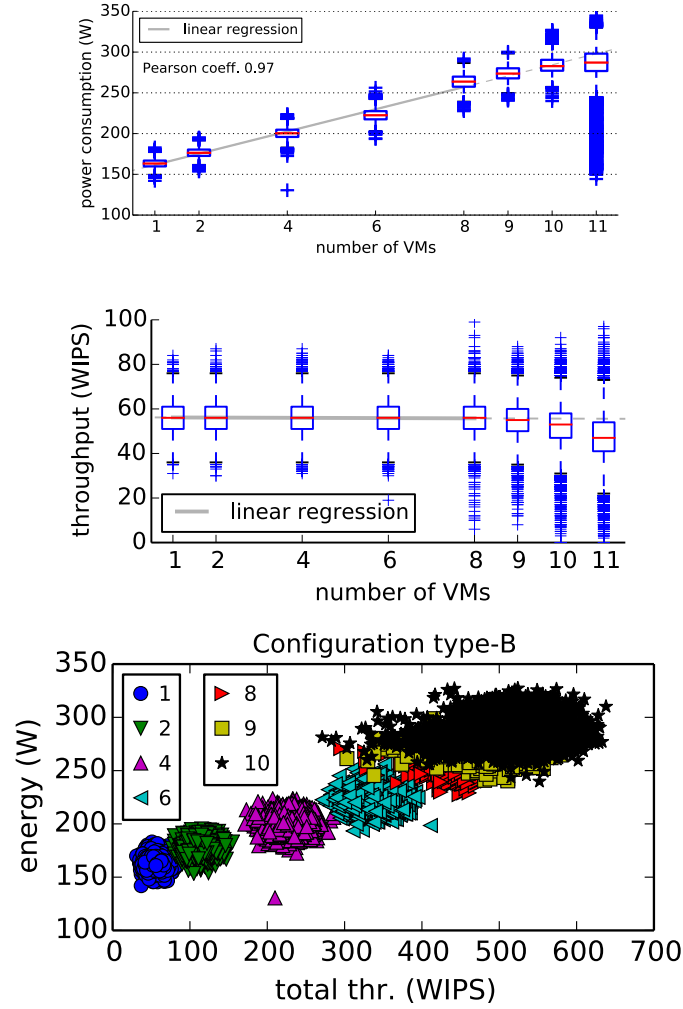 350
linear regression
300
Pearson coeff. 0.97
250
200
150
100
power consumption (W)
1 2 4 6 8 9 10 11
number of VMs
100
80
60
40
20
0
throughput (WIPS)
linear regression
1 2 4 6 8 9 10 11
number of VMs
Configuration type-B
350
300
250
200
150
100
energy (W)
1 8
2 9
4 10
6
0 100 200 300 400 500 600 700
total thr. (WIPS)